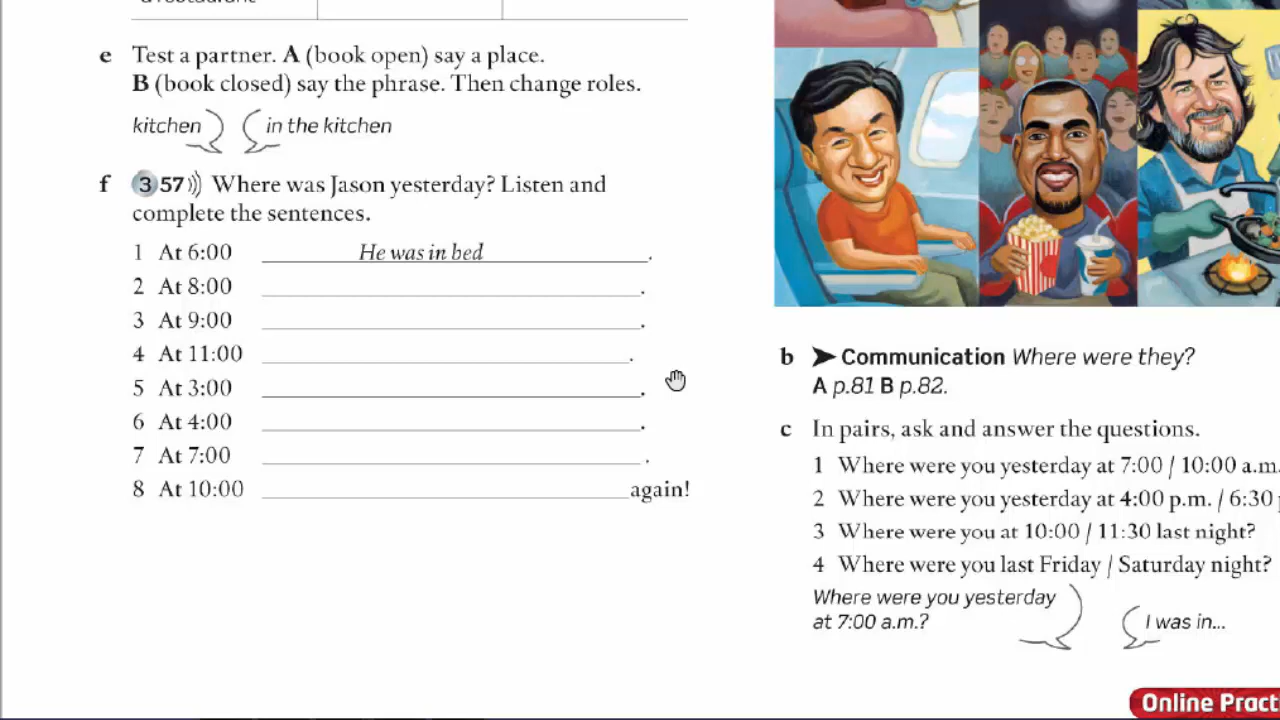 e Test a partner. A (book open) say a place.
B (book closed) say the phrase. Then change roles.
kitchen in the kitchen
f 3 57 Where was Jason yesterday? Listen and
complete the sentences.
1 At 6:00 He was in bed.
2 At 8:00 .
3 At 9:00 .
4 At 11:00 .
5 At 3:00 .
6 At 4:00 .
7 At 7:00 .
8 At 10:00 again!
b Communication Where were they?
A p.81 B p.82.
c In pairs, ask and answer the questions.
1 Where were you yesterday at 7:00 / 10:00 a.m.
2 Where were you yesterday at 4:00 p.m. / 6:30
3 Where were you at 10:00 / 11:30 last night?
4 Where were you last Friday / Saturday night?
Where were you yesterday
at 7:00 a.m.?
I was in...
Online Pract